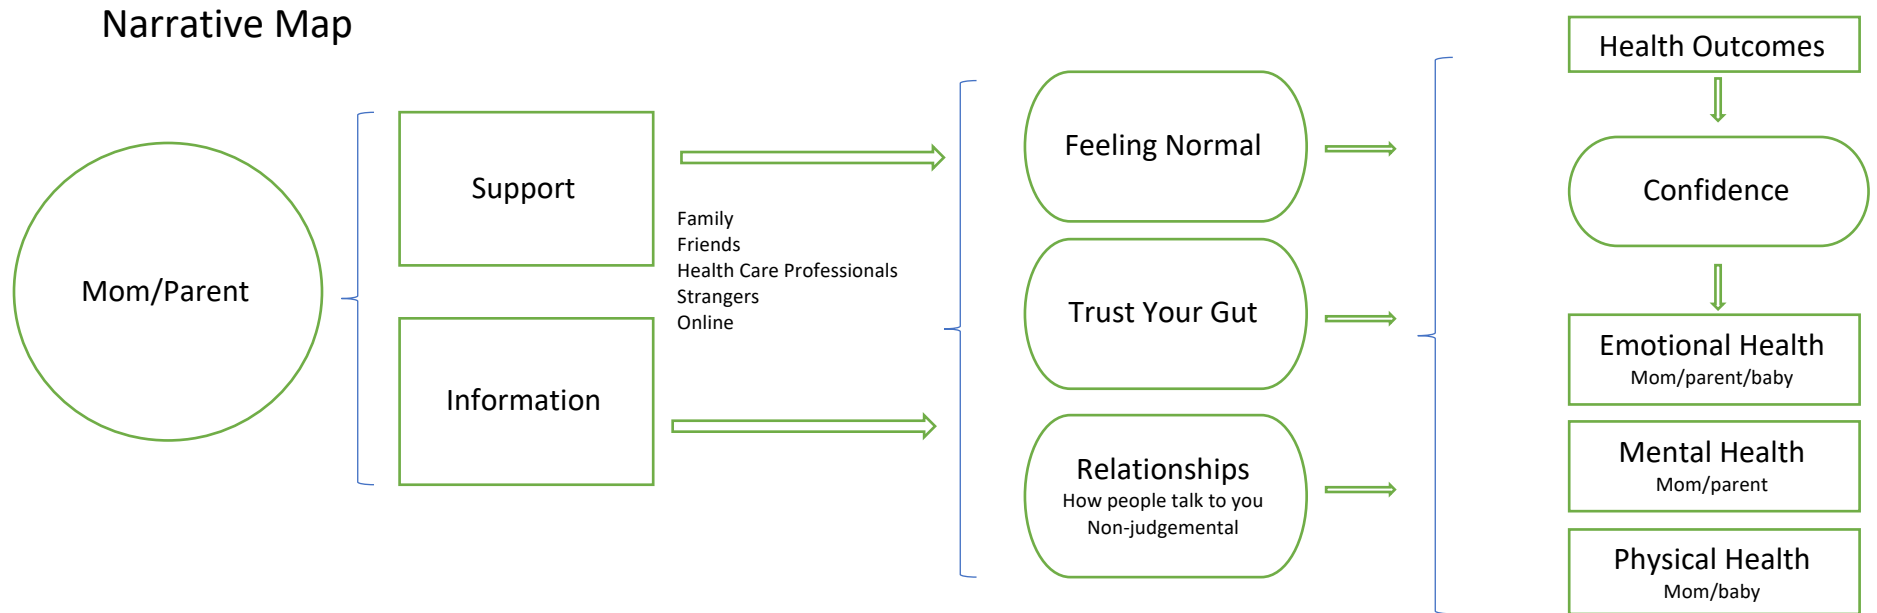 Narrative Map
Mom/Parent
Support
Information
Family
Friends
Health Care Professionals
Strangers
Online
Feeling Normal
Trust Your Gut
Relationships
How people talk to you
Non-judgemental
Health Outcomes
Confidence
Emotional Health
Mom/parent/baby
Mental Health
Mom/parent
Physical Health
Mom/baby